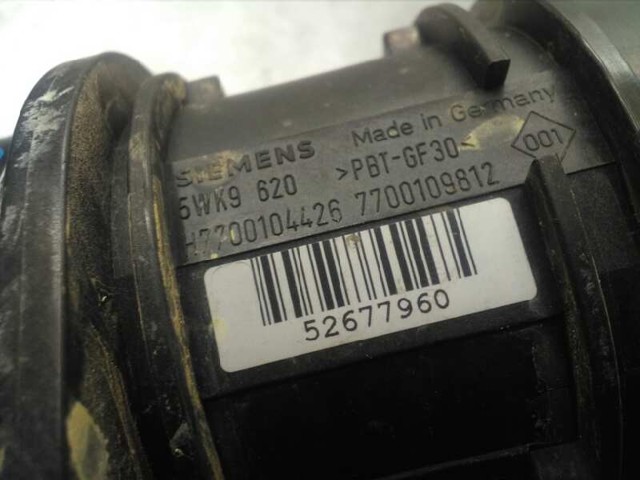 SIEMENS Made in Germany
5WK9 620 >PBT-GF30< 001
H7700104426 7700109812
52677960